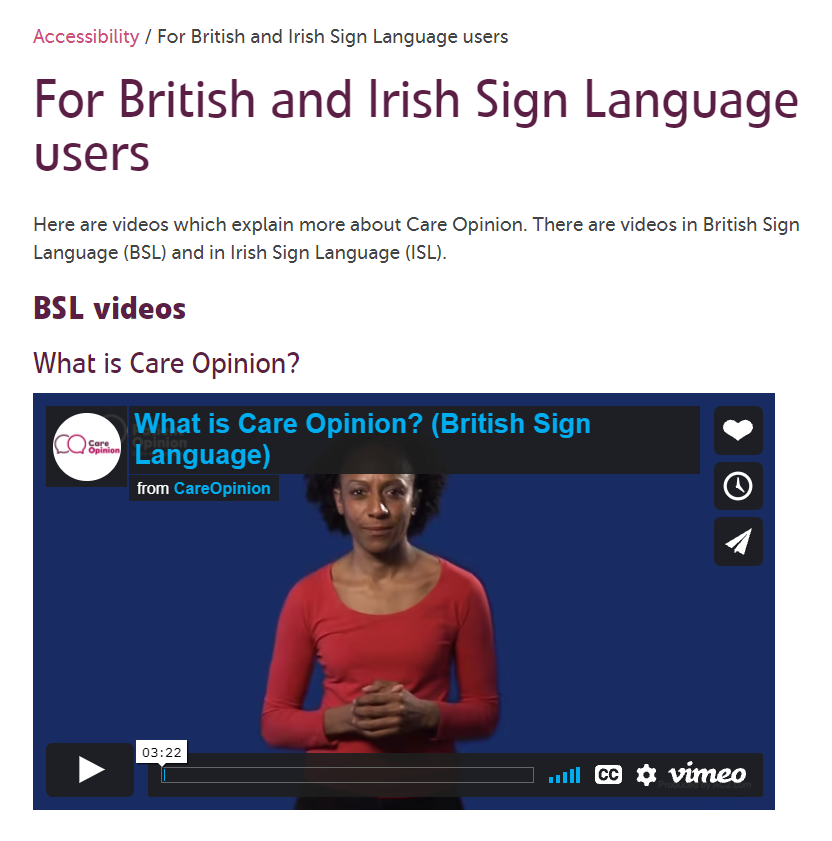 Accessibility / For British and Irish Sign Language users
For British and Irish Sign Language
users
Here are videos which explain more about Care Opinion. There are videos in British Sign
Language (BSL) and in Irish Sign Language (ISL).
BSL videos
What is Care Opinion?
Care
Opinion
What is Care Opinion? (British Sign
Language)
from CareOpinion
03:22
CC
vimeo